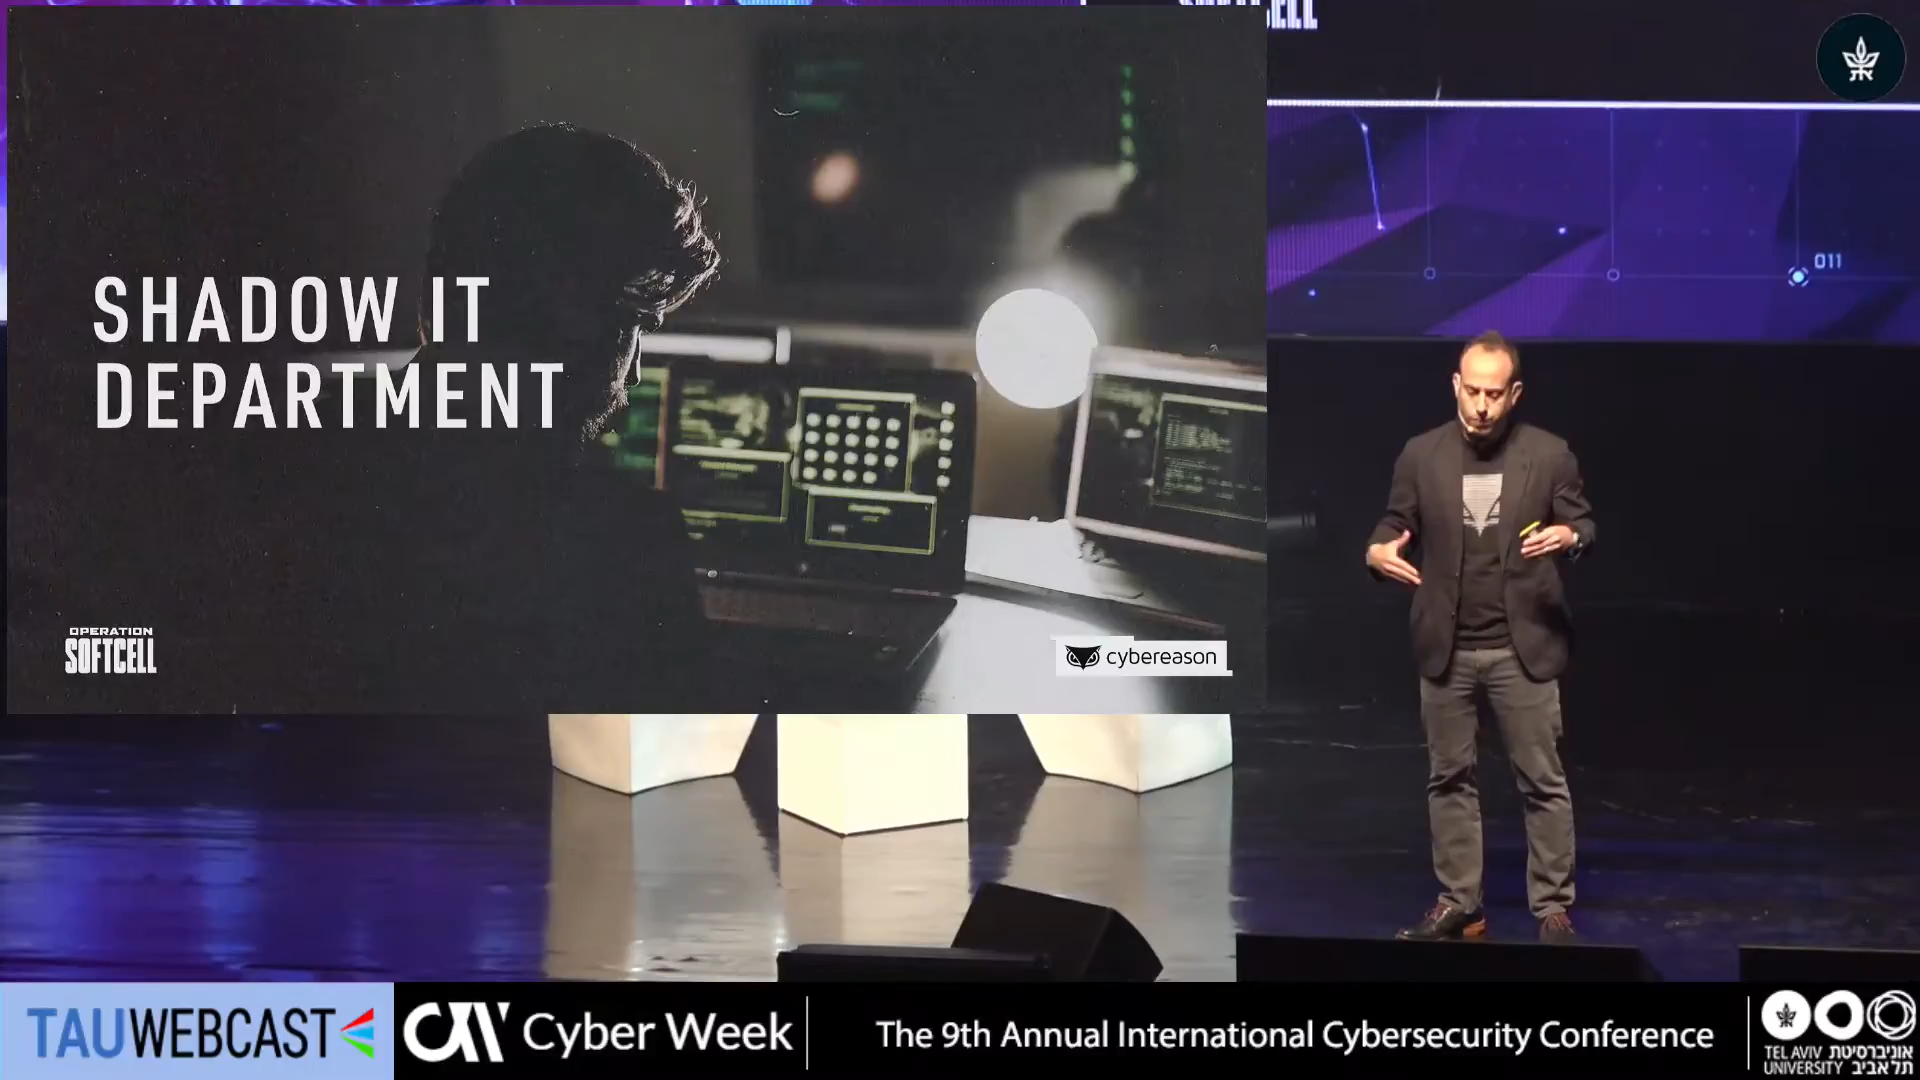 SHADOW IT
DEPARTMENT
OPERATION
SOFTCELL
cybereason
011
את
TAUWEBCAST
Cyber Week
The 9th Annual International Cybersecurity Conference
TEL AVIV
UNIVERSITY
אוניברסיטת
תל אביב